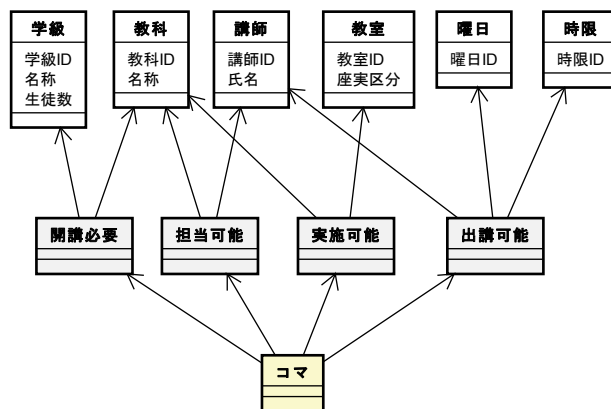 学級
学級ID
名称
生徒数
教科
教科ID
名称
講師
講師ID
氏名
教室
教室ID
座実区分
曜日
曜日ID
時限
時限ID
開講必要
担当可能
実施可能
出講可能
コマ